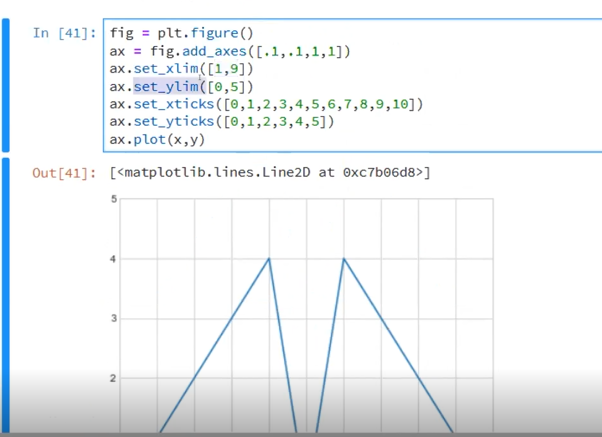 In [41]: fig = plt.figure()
ax = fig.add_axes([.1,.1,1,1])
ax.set_xlim([1,9])
ax.set_ylim([0,5])
ax.set_xticks([0,1,2,3,4,5,6,7,8,9,10])
ax.set_yticks([0,1,2,3,4,5])
ax.plot(x,y)
Out[41]: [<matplotlib.lines.Line2D at 0xc7b06d8>]
5
4
3
2